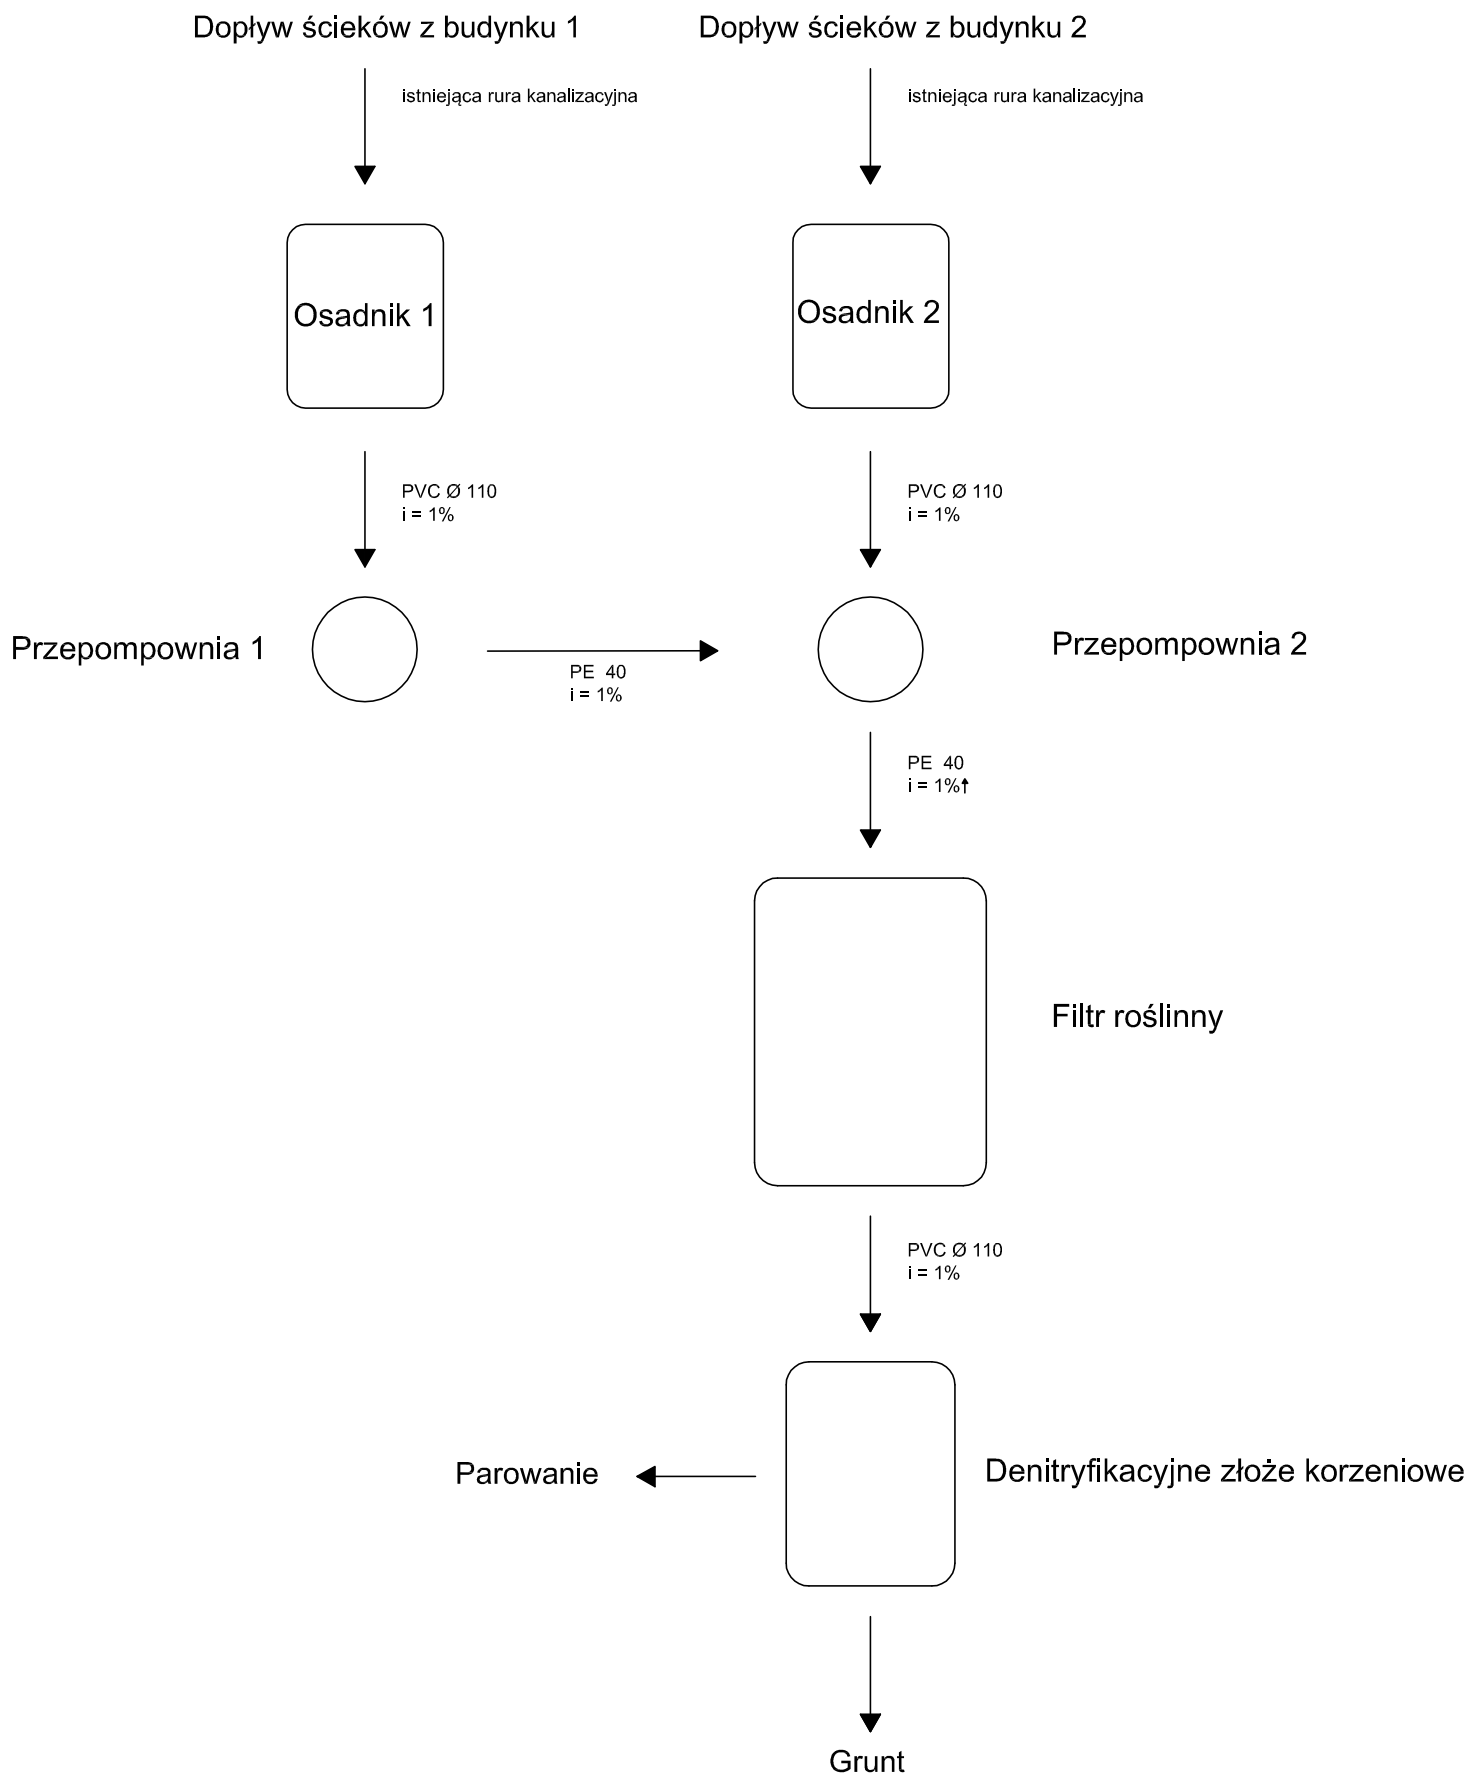 Dopływ ścieków z budynku 1
Dopływ ścieków z budynku 2
istniejąca rura kanalizacyjna
istniejąca rura kanalizacyjna
Osadnik 1
Osadnik 2
PVC Ø 110
i = 1%
PVC Ø 110
i = 1%
Przepompownia 1
PE 40
i = 1%
Przepompownia 2
PE 40
i = 1%↑
Filtr roślinny
PVC Ø 110
i = 1%
Parowanie
Denitryfikacyjne złoże korzeniowe
Grunt